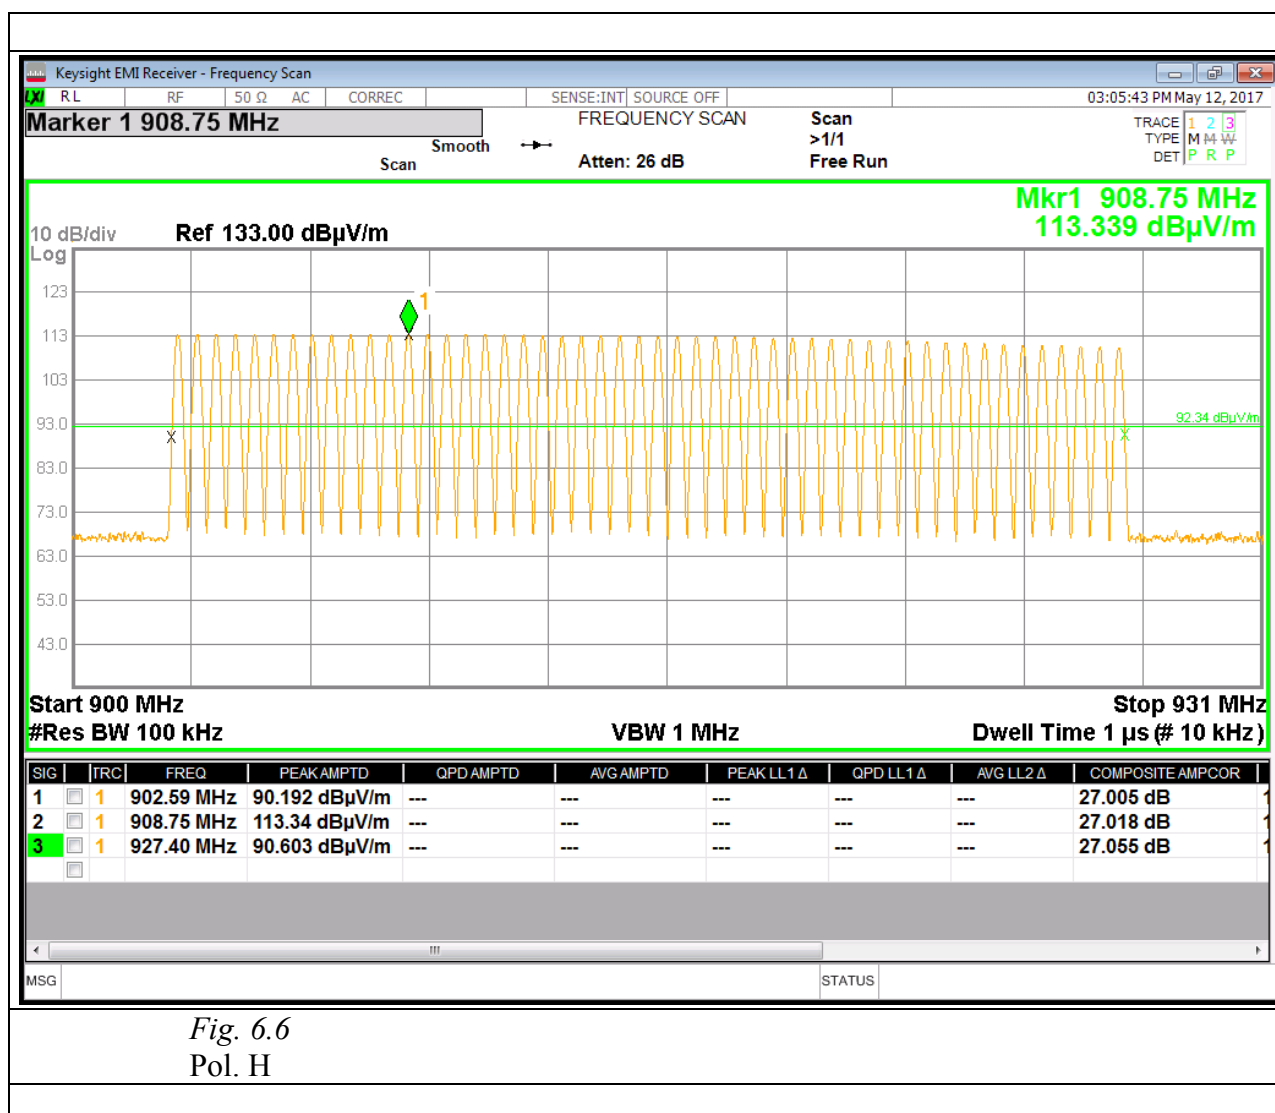 Keysight EMI Receiver - Frequency Scan
LXI RL RF 50 Ω AC CORREC SENSE:INT SOURCE OFF 03:05:43 PM May 12, 2017
Marker 1 908.75 MHz FREQUENCY SCAN Scan TRACE 1 2 3
Smooth >1/1 TYPE M M W
Scan Atten: 26 dB Free Run DET P R P
Mkr1 908.75 MHz
10 dB/div Ref 133.00 dBµV/m 113.339 dBµV/m
Log
123
1
113
103
93.0
92.34 dBµV/m
83.0
73.0
63.0
53.0
43.0
Start 900 MHz Stop 931 MHz
#Res BW 100 kHz VBW 1 MHz Dwell Time 1 µs (# 10 kHz)
SIG TRC FREQ PEAK AMPTD QPD AMPTD AVG AMPTD PEAK LL1 Δ QPD LL1 Δ AVG LL2 Δ COMPOSITE AMPCOR
1 1 902.59 MHz 90.192 dBµV/m --- --- --- --- --- 27.005 dB 1
2 1 908.75 MHz 113.34 dBµV/m --- --- --- --- --- 27.018 dB 1
3 1 927.40 MHz 90.603 dBµV/m --- --- --- --- --- 27.055 dB 1
MSG STATUS
Fig. 6.6
Pol. H